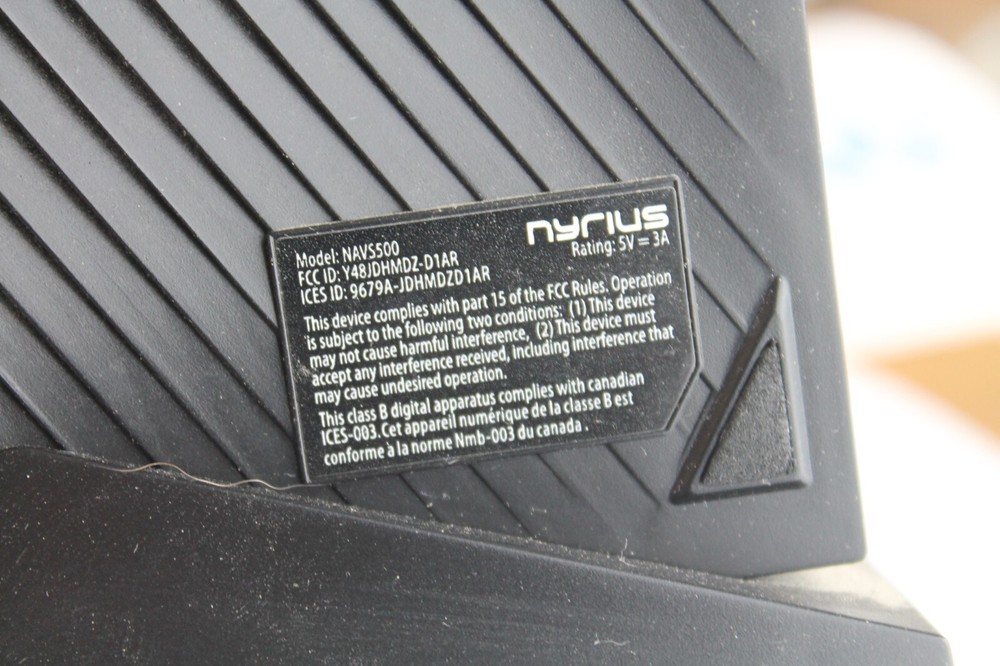 nyrius
Model: NAVS500
Rating: 5V = 3A
FCC ID: Y48JDHMDZ-D1AR
ICES ID: 9679A-JDHMDZD1AR
This device complies with part 15 of the FCC Rules. Operation
is subject to the following two conditions: (1) This device
may not cause harmful interference, (2) This device must
accept any interference received, including interference that
may cause undesired operation.
This class B digital apparatus complies with canadian
ICES-003. Cet appareil numérique de la classe B est
conforme à la norme Nmb-003 du canada .